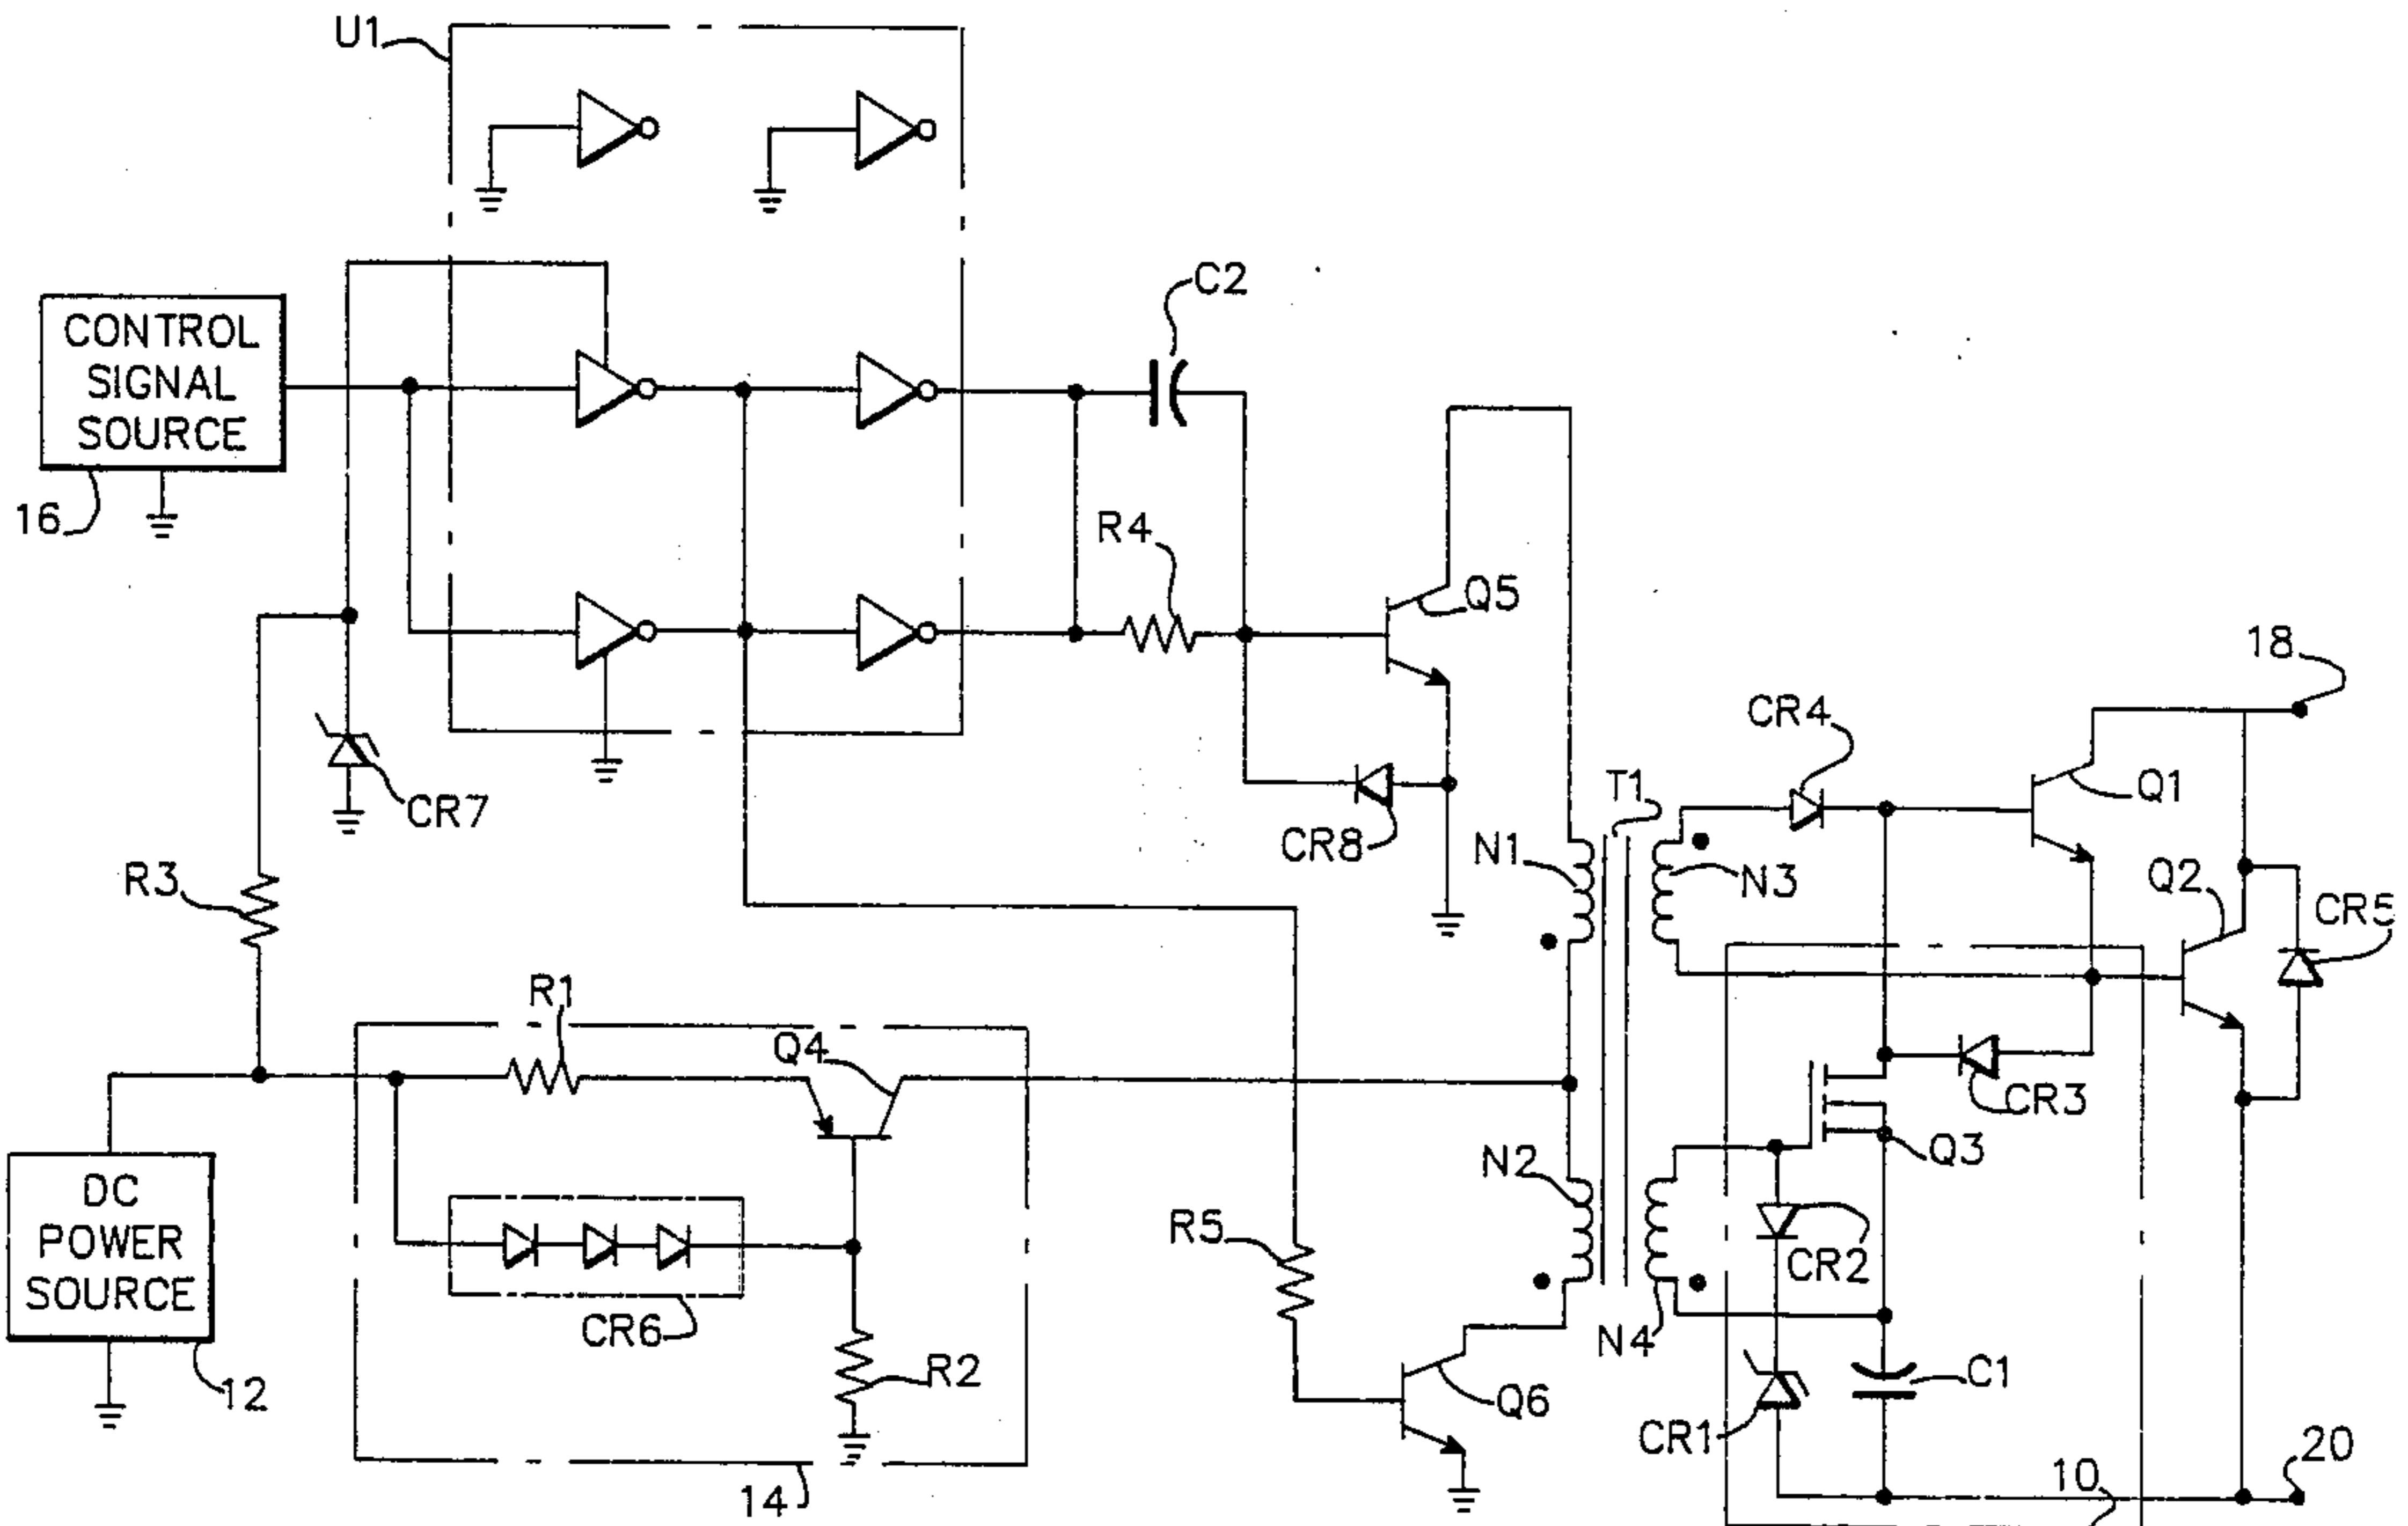 U1
C2
CONTROL
SIGNAL
SOURCE
16
R4
Q5
18
CR4
CR7
T1
Q1
CR8
N1
N3
R3
Q2
CR5
R1
Q4
CR3
N2
Q3
DC
POWER
SOURCE
R5
CR2
CR6
N4
12
R2
Q6
C1
CR1
20
14
10